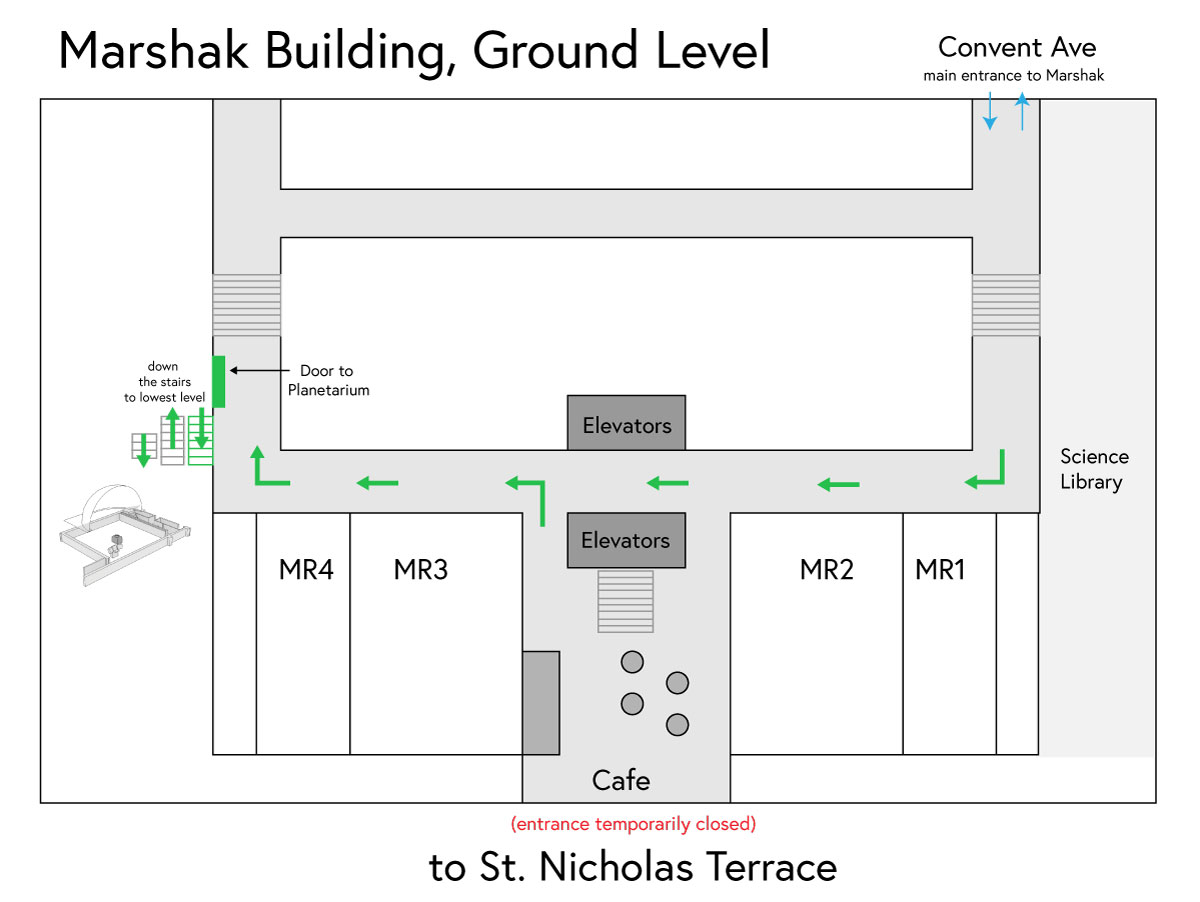 Marshak Building, Ground Level
Convent Ave
main entrance to Marshak
down
the stairs
to lowest level
Door to
Planetarium
Elevators
Science
Library
Elevators
MR4
MR3
MR2
MR1
Cafe
(entrance temporarily closed)
to St. Nicholas Terrace